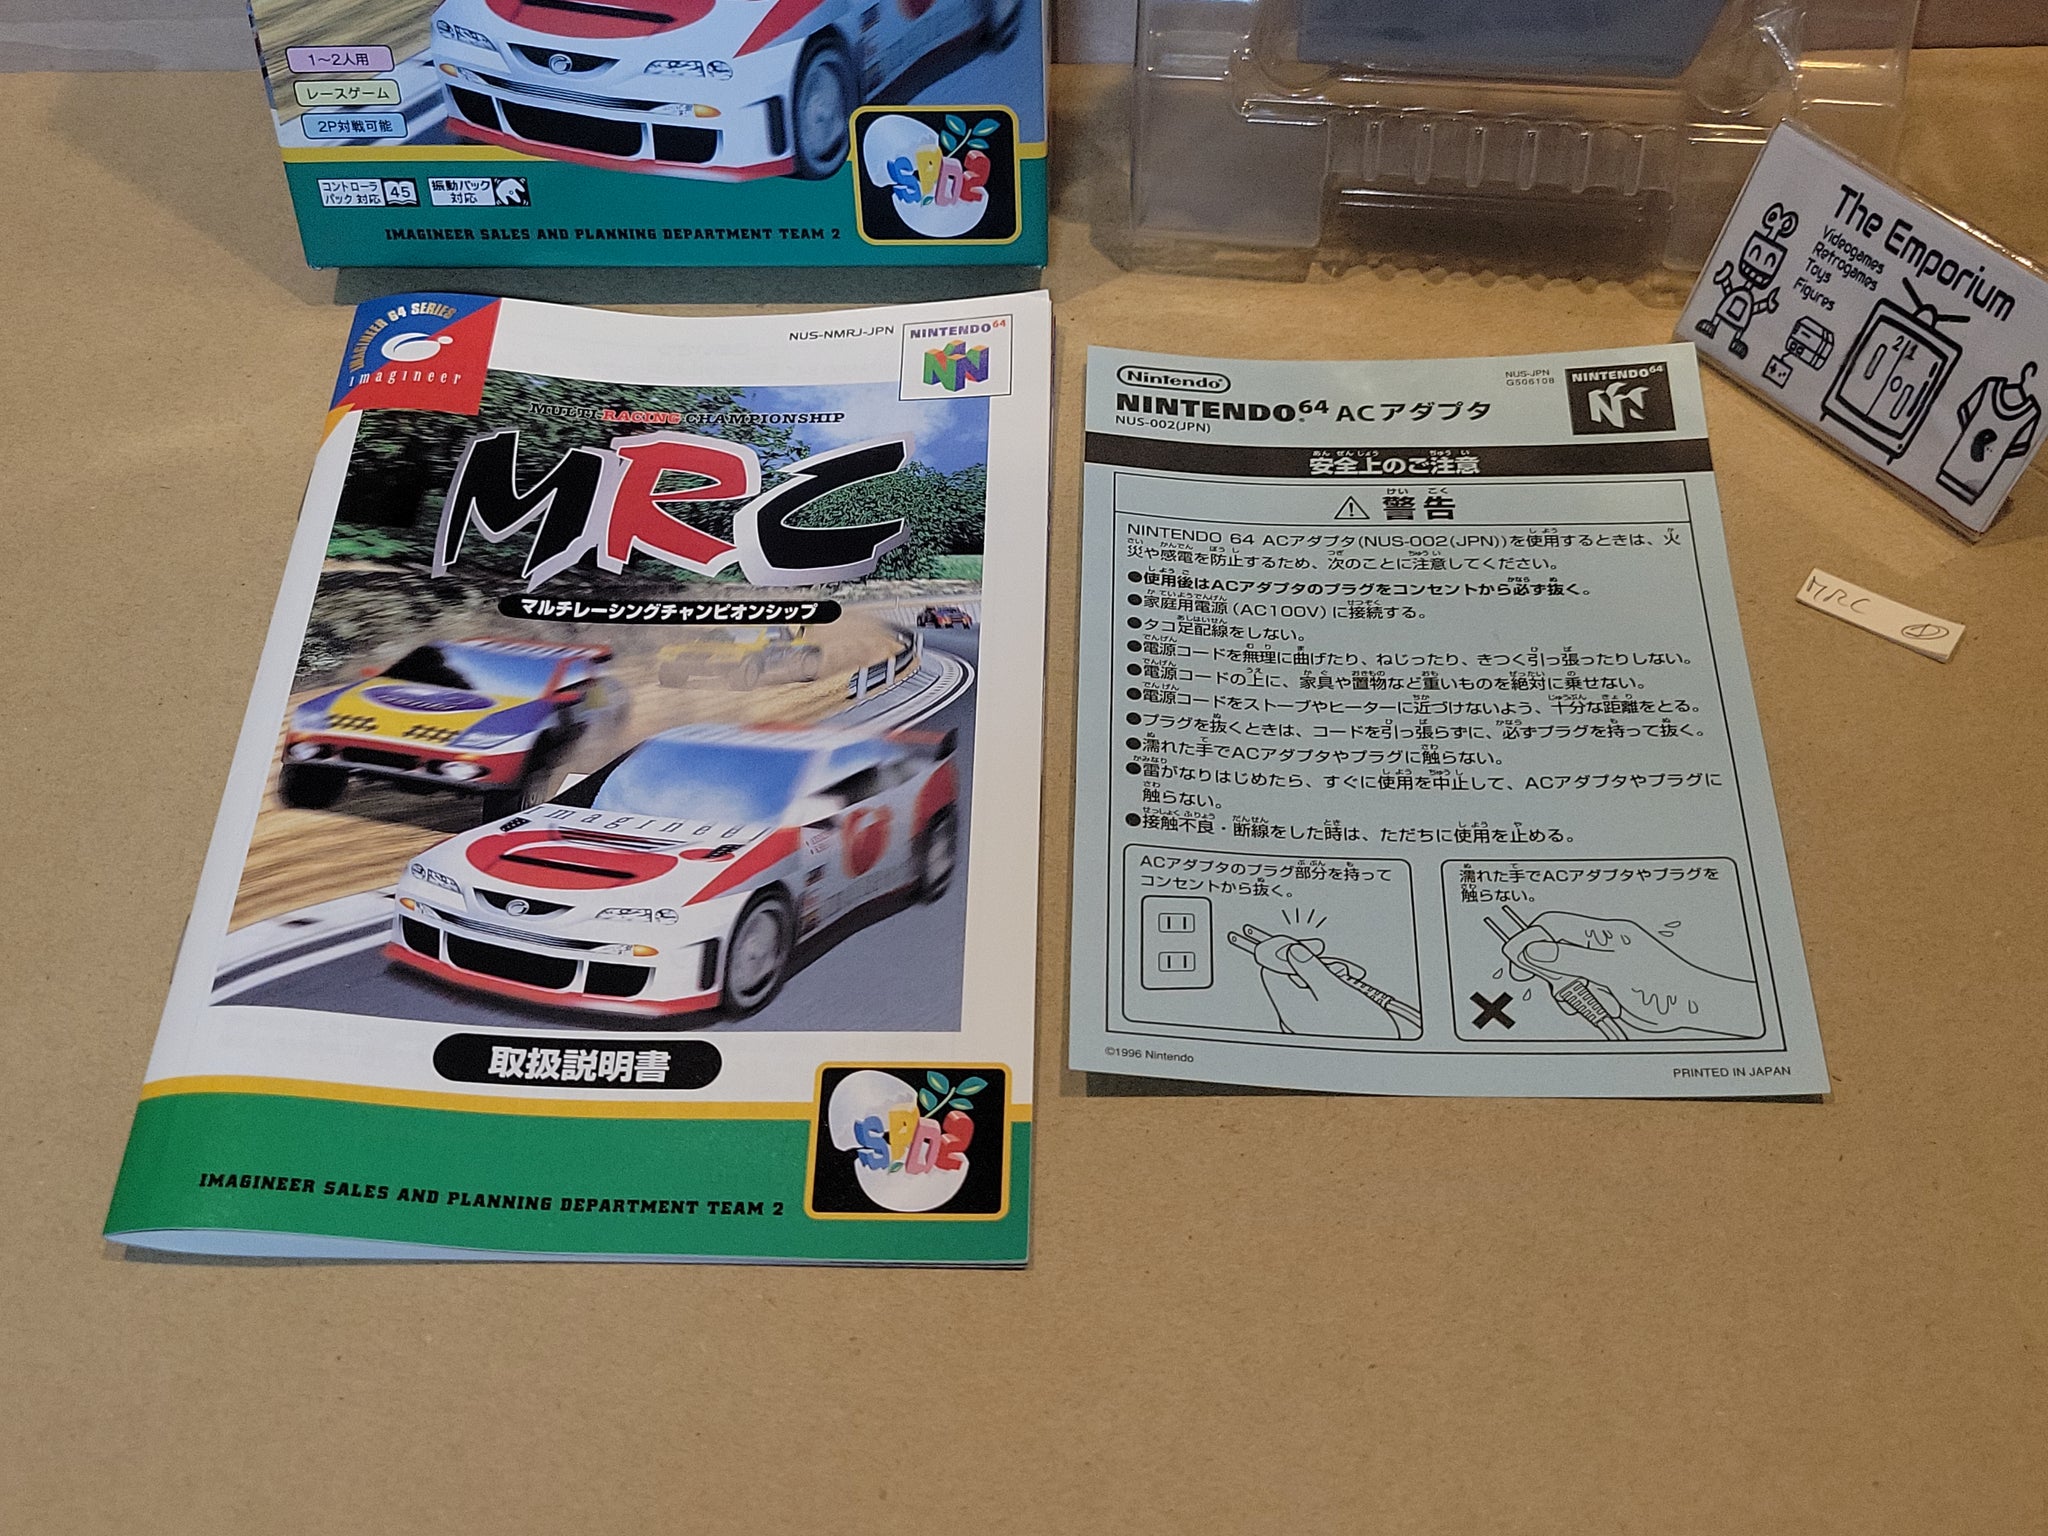 1〜2人用
レースゲーム
2P対戦可能
コントローラ
パック対応
45
振動パック
対応
SPD2
IMAGINEER SALES AND PLANNING DEPARTMENT TEAM 2
IMAGINEER 64 SERIES
imagineer
NUS-NMRJ-JPN
NINTENDO 64
MULTI RACING CHAMPIONSHIP
MRC
マルチレーシングチャンピオンシップ
imagineer
取扱説明書
SPD2
IMAGINEER SALES AND PLANNING DEPARTMENT TEAM 2
Nintendo
NUS-JPN
G506108
NINTENDO 64 ACアダプタ
NUS-002(JPN)
NINTENDO 64
安全上のご注意
警告
NINTENDO 64 ACアダプタ(NUS-002(JPN))を使用するときは、火
災や感電を防止するため、次のことに注意してください。
●使用後はACアダプタのプラグをコンセントから必ず抜く。
●家庭用電源(AC100V)に接続する。
●タコ足配線をしない。
●電源コードを無理に曲げたり、ねじったり、きつく引っ張ったりしない。
●電源コードの上に、家具や置物など重いものを絶対に乗せない。
●電源コードをストーブやヒーターに近づけないよう、十分な距離をとる。
●プラグを抜くときは、コードを引っ張らずに、必ずプラグを持って抜く。
●濡れた手でACアダプタやプラグに触らない。
●雷がなりはじめたら、すぐに使用を中止して、ACアダプタやプラグに
触らない。
●接触不良・断線をした時は、ただちに使用を止める。
ACアダプタのプラグ部分を持って
コンセントから抜く。
濡れた手でACアダプタやプラグを
触らない。
©1996 Nintendo
PRINTED IN JAPAN
The Emporium
Videogames
Retrogames
Toys
Figures
21
MRC